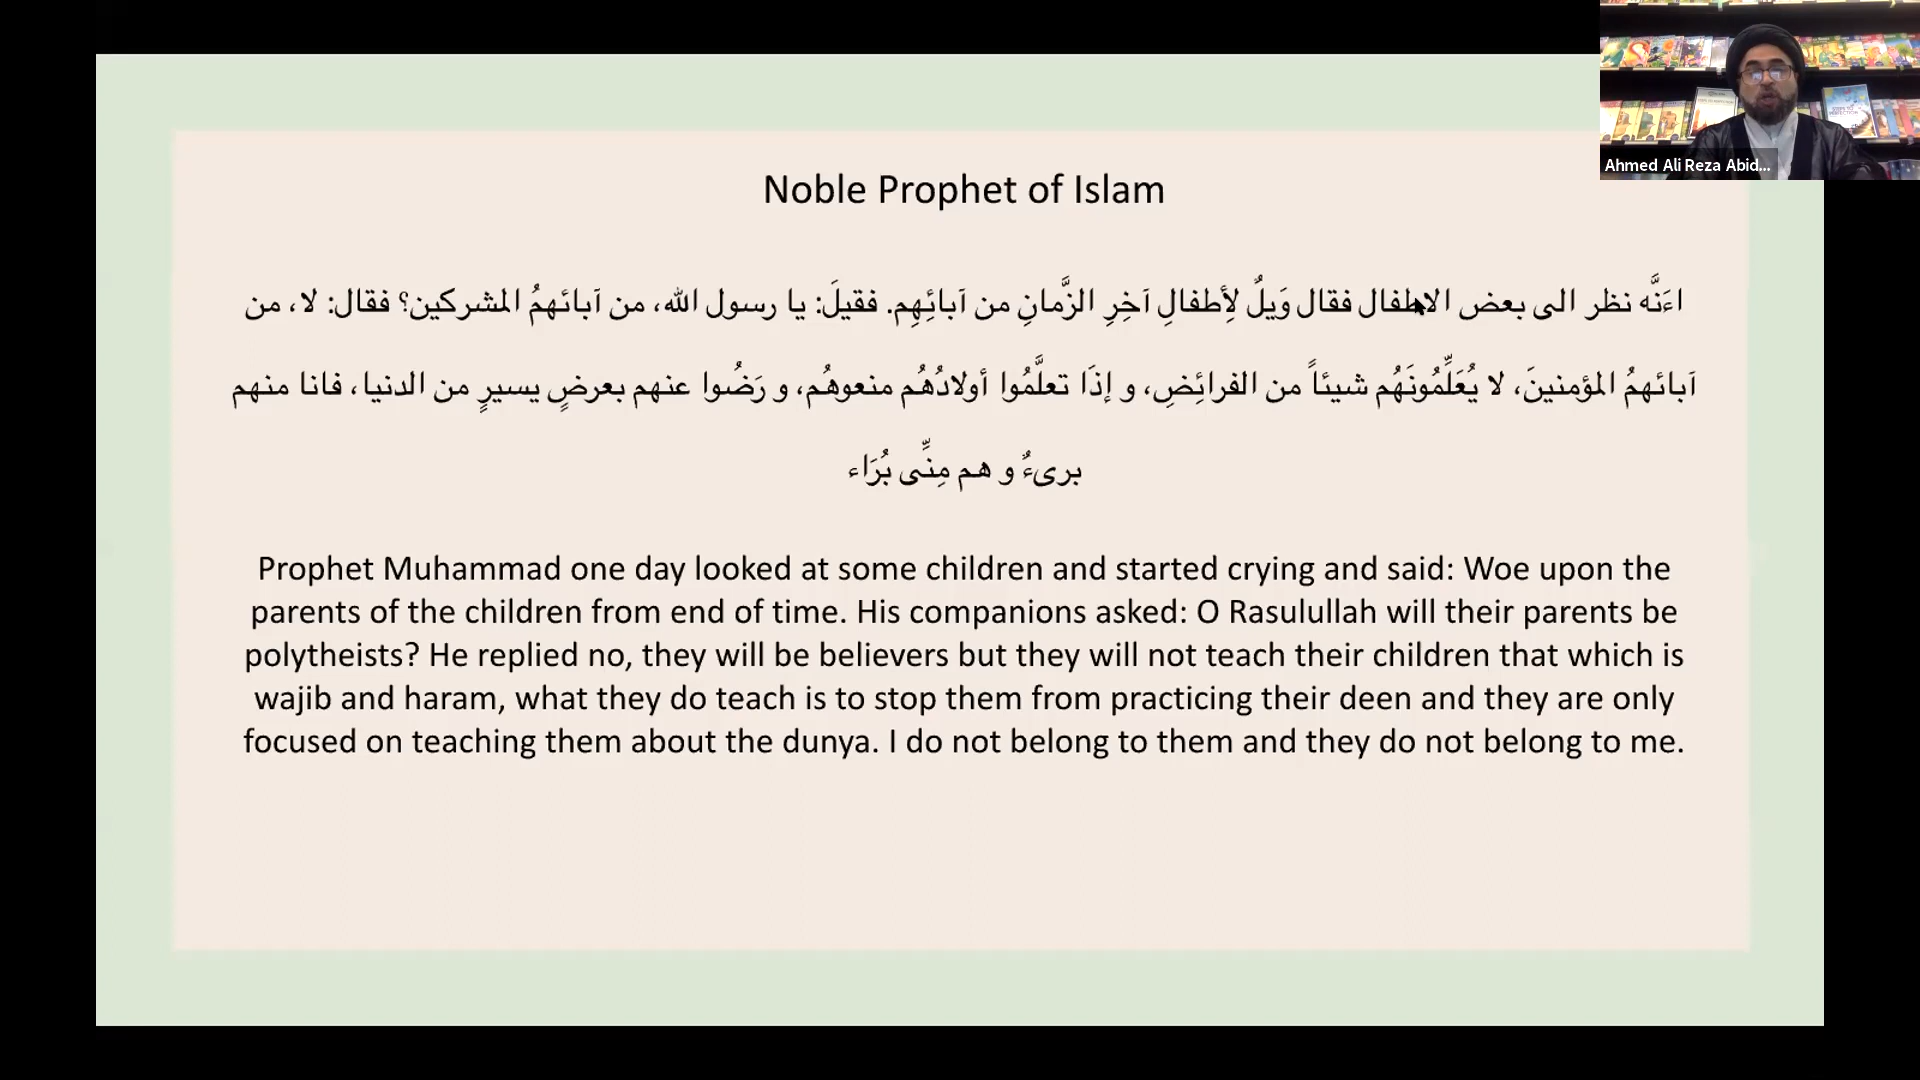 Noble Prophet of Islam
اءَنَّه نظر الى بعض الاطفال فقال وَيلٌ لِأطفالِ آخِرِ الزَّمانِ من آبائِهِم. فقيلَ: يا رسول الله، من آبائهمُ المشركين؟ فقال: لا، من
آبائهمُ المؤمنينَ، لا يُعَلِّمُونَهُم شيئاً من الفرائِضِ، و إذَا تعلَّمُوا أولادُهُم منعوهُم، و رَضُوا عنهم بعرضٍ يسيرٍ من الدنيا، فانا منهم
برىءٌ و هم مِنِّى بُرَاء
Prophet Muhammad one day looked at some children and started crying and said: Woe upon the
parents of the children from end of time. His companions asked: O Rasulullah will their parents be
polytheists? He replied no, they will be believers but they will not teach their children that which is
wajib and haram, what they do teach is to stop them from practicing their deen and they are only
focused on teaching them about the dunya. I do not belong to them and they do not belong to me.
Ahmed Ali Reza Abid...